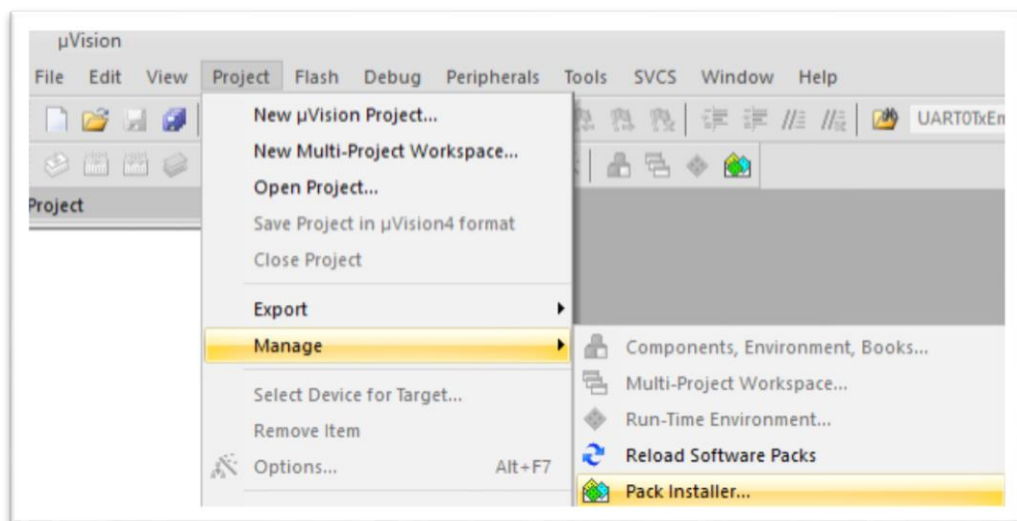 µVision
File Edit View Project Flash Debug Peripherals Tools SVCS Window Help
UART0TxEn
Project
New µVision Project...
New Multi-Project Workspace...
Open Project...
Save Project in µVision4 format
Close Project
Export
Manage
Select Device for Target...
Remove Item
Options... Alt+F7
Components, Environment, Books...
Multi-Project Workspace...
Run-Time Environment...
Reload Software Packs
Pack Installer...